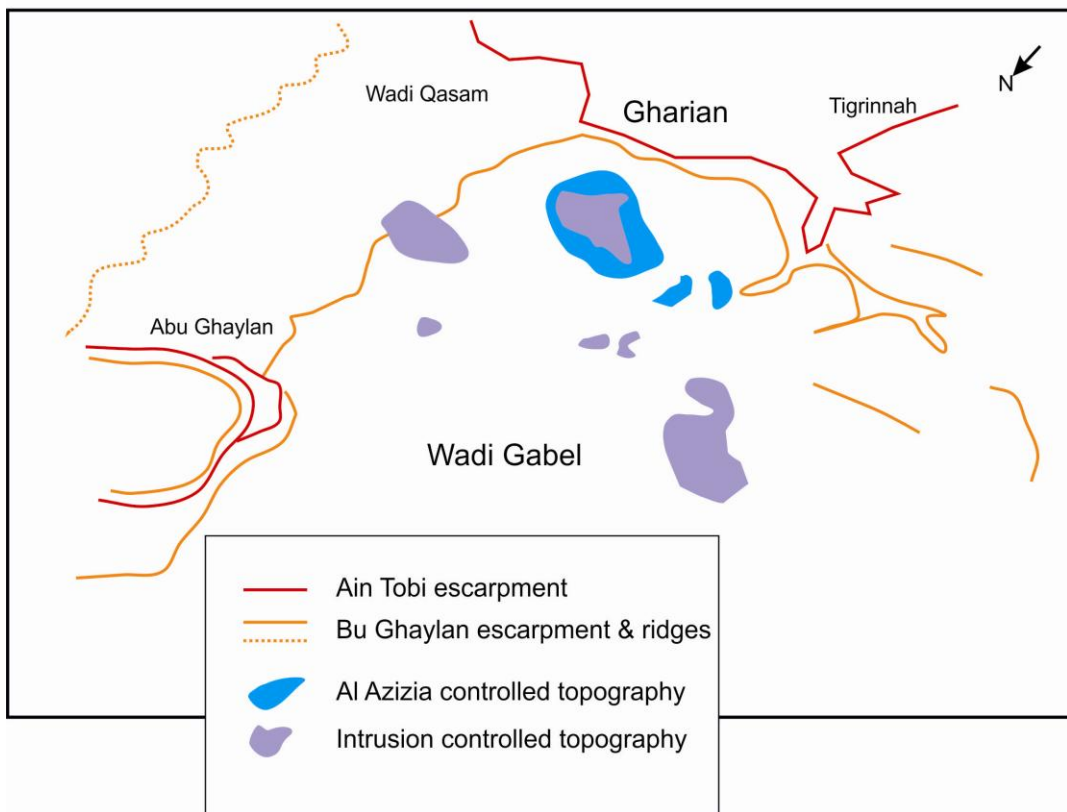 Wadi Qasam
Gharian
Tigrinnah
N
Abu Ghaylan
Wadi Gabel
Ain Tobi escarpment
Bu Ghaylan escarpment & ridges
Al Azizia controlled topography
Intrusion controlled topography